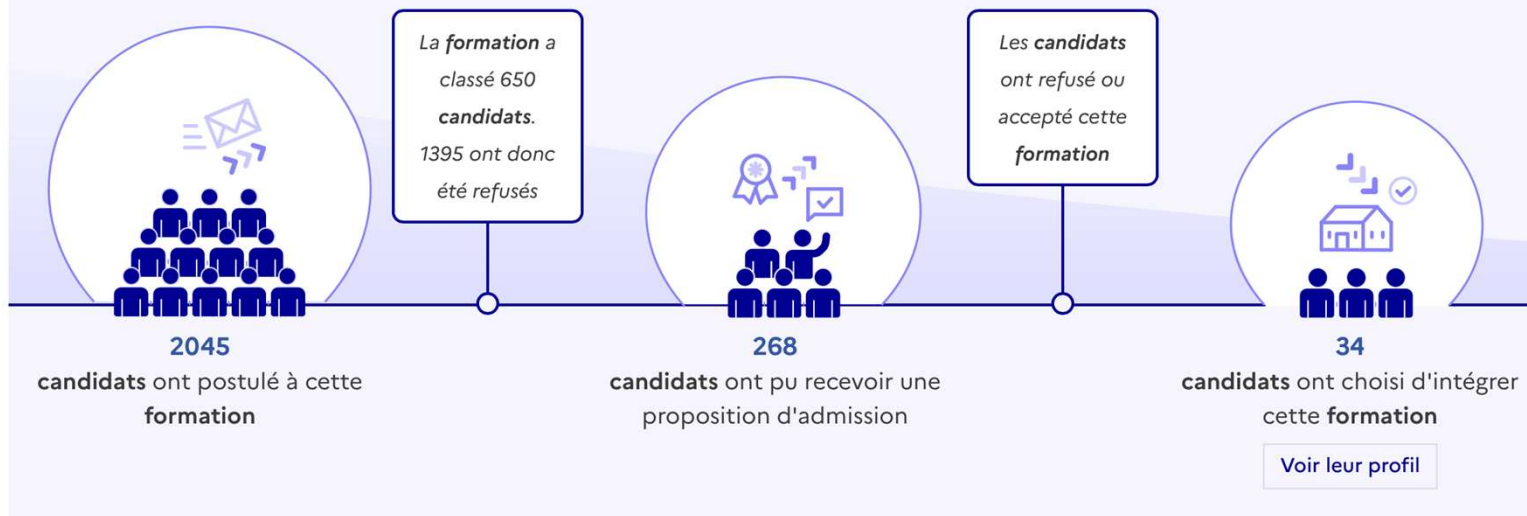 La formation a
classé 650
candidats.
1395 ont donc
été refusés
Les candidats
ont refusé ou
accepté cette
formation
2045
candidats ont postulé à cette
formation
268
candidats ont pu recevoir une
proposition d'admission
34
candidats ont choisi d'intégrer
cette formation
Voir leur profil